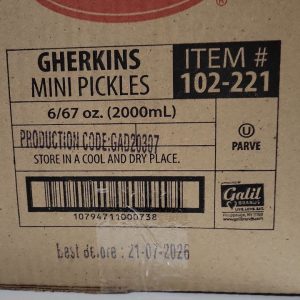 GHERKINS
MINI PICKLES
ITEM #
102-221
6/67 oz. (2000mL)
PRODUCTION CODE:GAD20307
STORE IN A COOL AND DRY PLACE.
U
PARVE
Galil
10794711000738
Best before : 21-07-2026